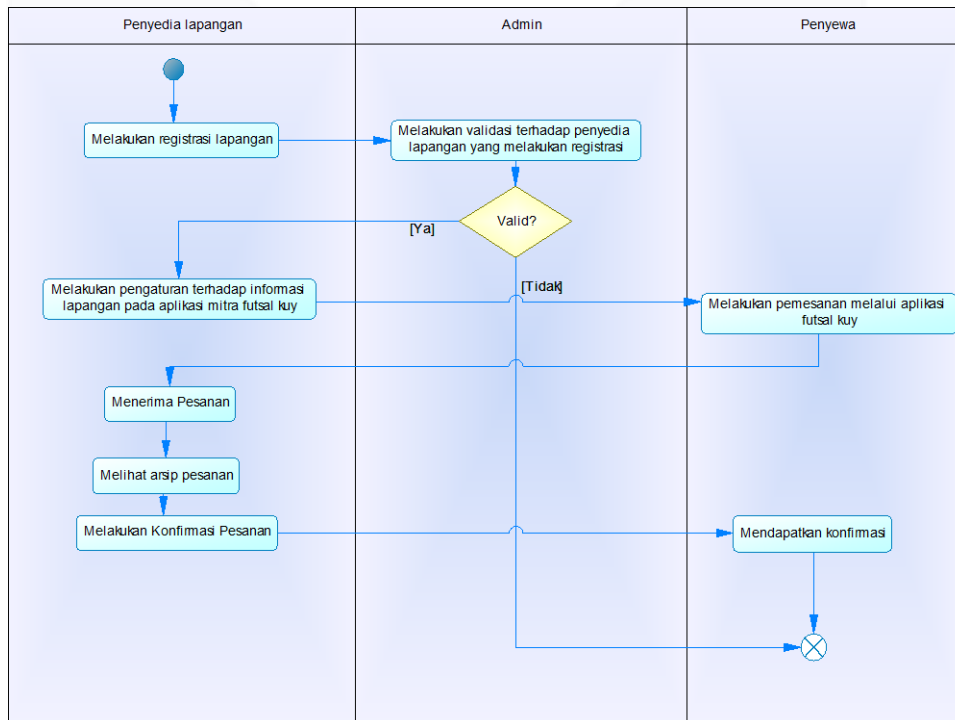 Penyedia lapangan
Admin
Penyewa
Melakukan registrasi lapangan
Melakukan validasi terhadap penyedia
lapangan yang melakukan registrasi
Valid?
[Ya]
[Tidak]
Melakukan pengaturan terhadap informasi
lapangan pada aplikasi mitra futsal kuy
Melakukan pemesanan melalui aplikasi
futsal kuy
Menerima Pesanan
Melihat arsip pesanan
Melakukan Konfirmasi Pesanan
Mendapatkan konfirmasi